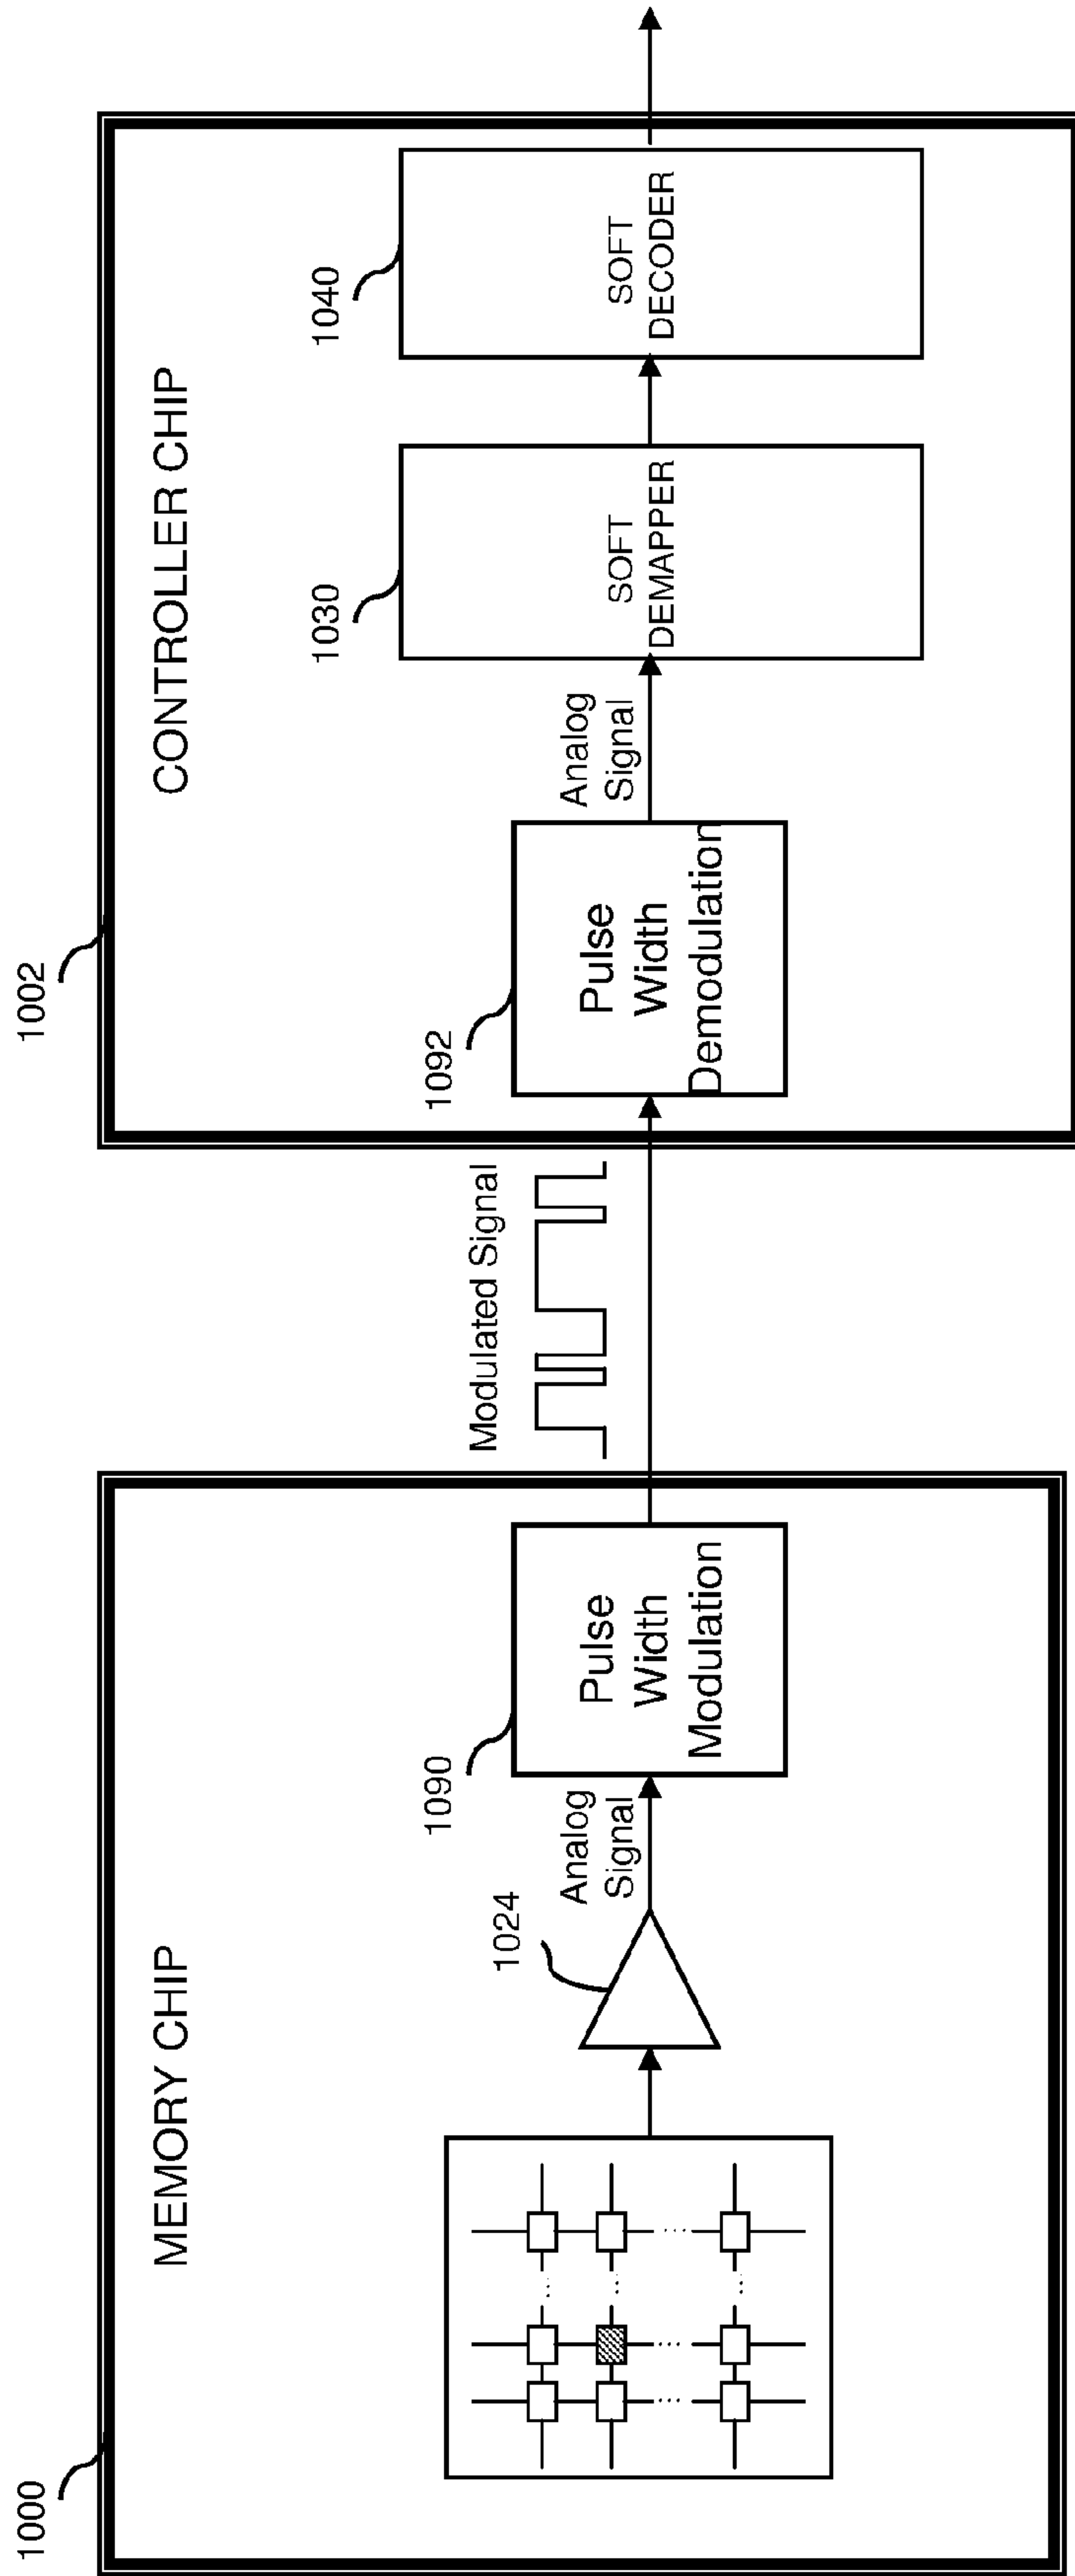 1000
MEMORY CHIP
1024
Analog
Signal
1090
Pulse
Width
Modulation
Modulated Signal
1002
CONTROLLER CHIP
1092
Pulse
Width
Demodulation
Analog
Signal
1030
SOFT
DEMAPPER
1040
SOFT
DECODER